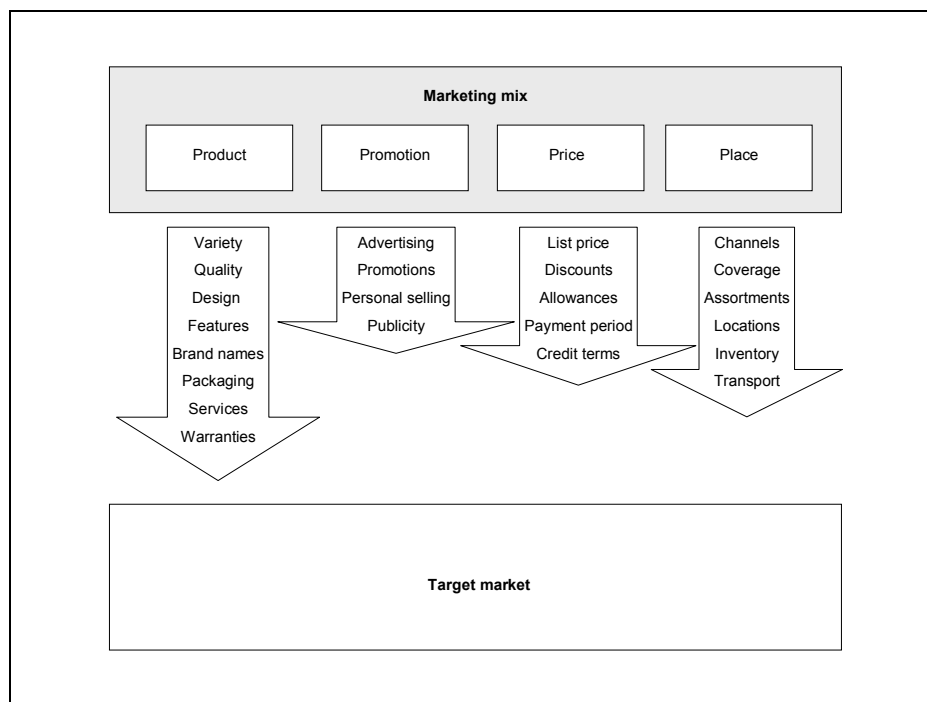 Marketing mix
Product
Promotion
Price
Place
Variety
Quality
Design
Features
Brand names
Packaging
Services
Warranties
Advertising
Promotions
Personal selling
Publicity
List price
Discounts
Allowances
Payment period
Credit terms
Channels
Coverage
Assortments
Locations
Inventory
Transport
Target market